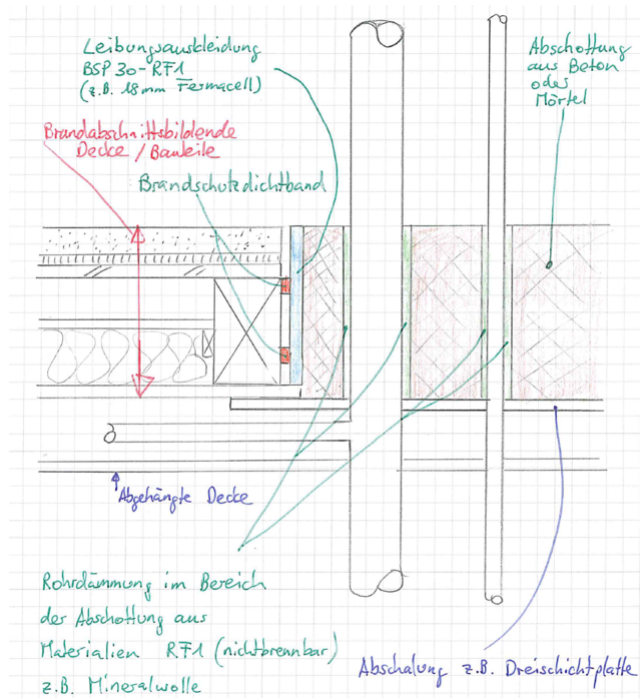 Leibungsauskleidung
BSP 30-RF1
(z.B. 18mm Fermacell)
Abschottung
aus Beton
oder
Mörtel
Brandabschnittsbildende
Decke / Bauteile
Brandschutzdichtband
Abgehängte Decke
Rohrdämmung im Bereich
der Abschottung aus
Materialien RF1 (nichtbrennbar)
z.B. Mineralwolle
Abschalung z.B. Dreischichtplatte